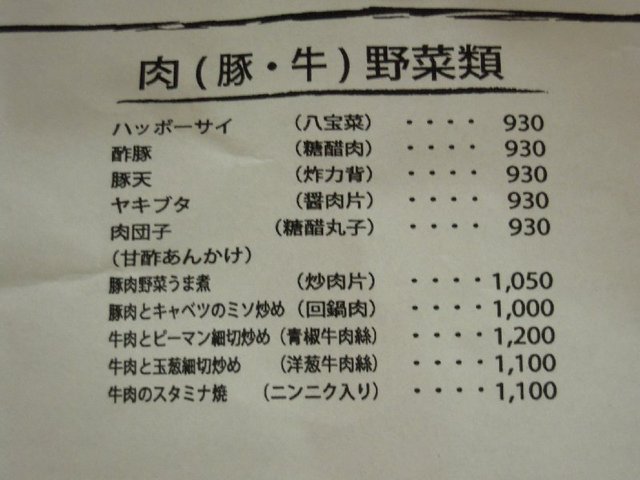 肉(豚・牛)野菜類
ハッポーサイ (八宝菜) ・・・・ 930
酢豚 (糖醋肉) ・・・・ 930
豚天 (炸力背) ・・・・ 930
ヤキブタ (醤肉片) ・・・・ 930
肉団子 (糖醋丸子) ・・・・ 930
(甘酢あんかけ)
豚肉野菜うま煮 (炒肉片) ・・・・1,050
豚肉とキャベツのミソ炒め (回鍋肉) ・・・・1,000
牛肉とピーマン細切炒め (青椒牛肉絲) ・・・・1,200
牛肉と玉葱細切炒め (洋葱牛肉絲) ・・・・1,100
牛肉のスタミナ焼 (ニンニク入り) ・・・・1,100